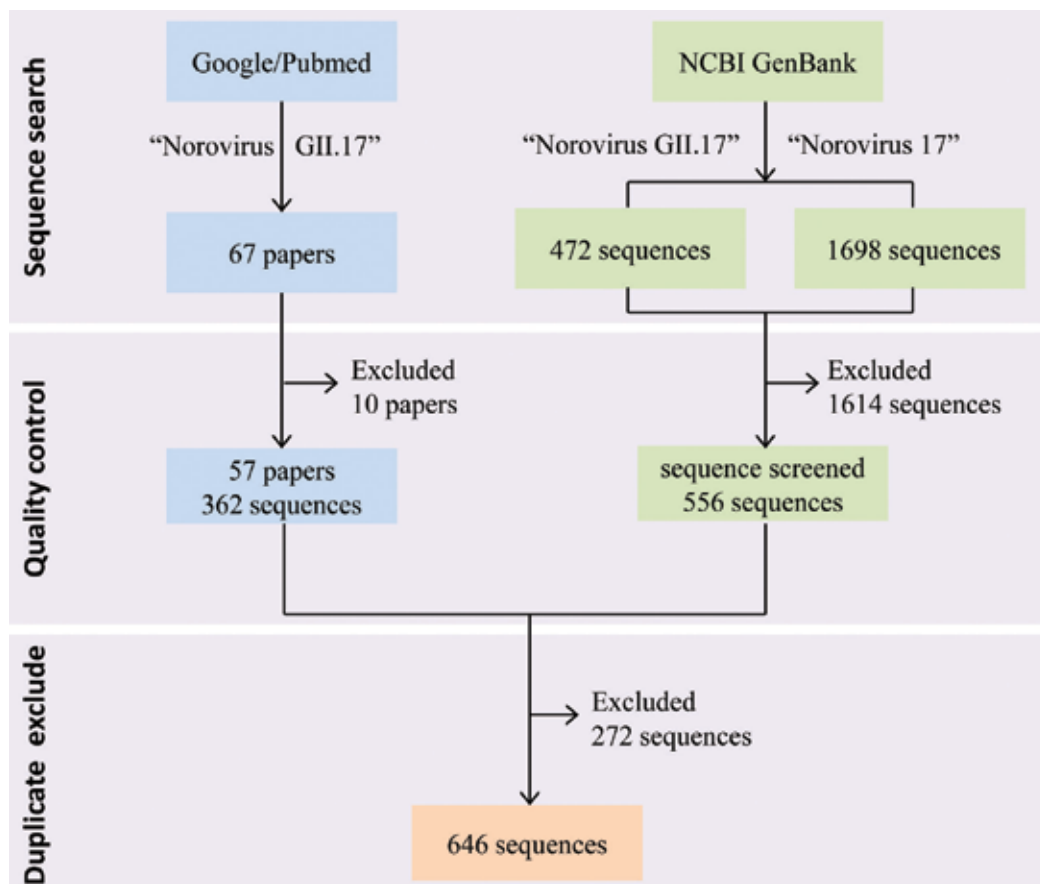 Sequence search
Google/Pubmed
NCBI GenBank
“Norovirus GII.17”
“Norovirus GII.17”
“Norovirus 17”
67 papers
472 sequences
1698 sequences
Quality control
Excluded
10 papers
Excluded
1614 sequences
57 papers
362 sequences
sequence screened
556 sequences
Duplicate exclude
Excluded
272 sequences
646 sequences